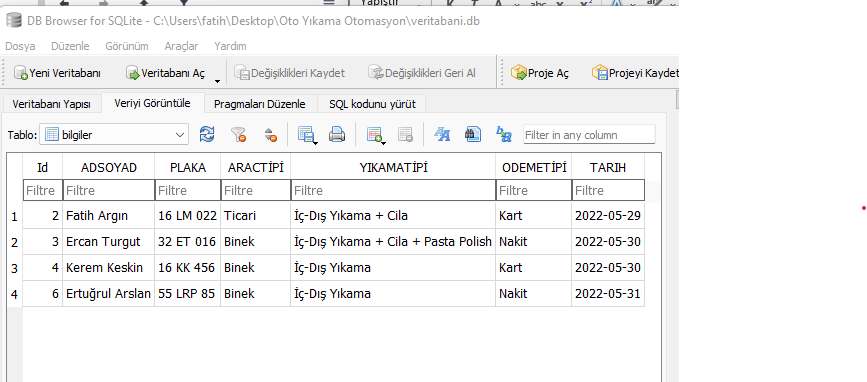 Yapıştır
DB Browser for SQLite - C:\Users\fatih\Desktop\Oto Yıkama Otomasyon\veritabani.db
Dosya Düzenle Görünüm Araçlar Yardım
Yeni Veritabanı Veritabanı Aç Değişiklikleri Kaydet Değişiklikleri Geri Al Proje Aç Projeyi Kaydet
Veritabanı Yapısı Veriyi Görüntüle Pragmaları Düzenle SQL kodunu yürüt
Tablo: bilgiler Filter in any column
Id ADSOYAD PLAKA ARACTİPİ YIKAMATİPİ ODEMETİPİ TARIH
Filtre Filtre Filtre Filtre Filtre Filtre Filtre
1 2 Fatih Argın 16 LM 022 Ticari İç-Dış Yıkama + Cila Kart 2022-05-29
2 3 Ercan Turgut 32 ET 016 Binek İç-Dış Yıkama + Cila + Pasta Polish Nakit 2022-05-30
3 4 Kerem Keskin 16 KK 456 Binek İç-Dış Yıkama Kart 2022-05-30
4 6 Ertuğrul Arslan 55 LRP 85 Binek İç-Dış Yıkama Nakit 2022-05-31